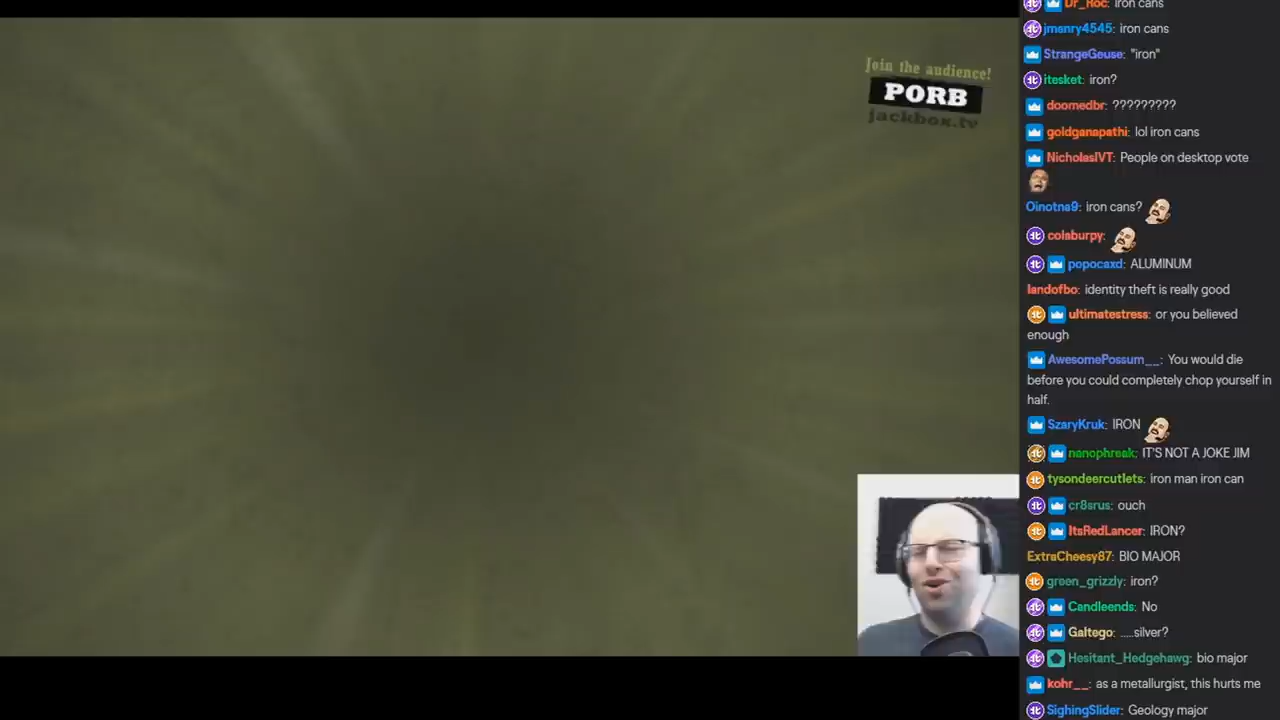 Join the audience!
PORB
jackbox.tv
Dr_Roc: iron cans
jmanry4545: iron cans
StrangeGeuse: "iron"
itesket: iron?
doomedbr: ?????????
goldganapathi: lol iron cans
NicholasIVT: People on desktop vote
Oinotna9: iron cans?
colaburpy:
popocaxd: ALUMINUM
landofbo: identity theft is really good
ultimatestress: or you believed
enough
AwesomePossum__: You would die
before you could completely chop yourself in
half.
SzaryKruk: IRON
nanophreak: IT'S NOT A JOKE JIM
tysondeercutlets: iron man iron can
cr8srus: ouch
ItsRedLancer: IRON?
ExtraCheesy87: BIO MAJOR
green_grizzly: iron?
Candleends: No
Galtego: .....silver?
Hesitant_Hedgehawg: bio major
kohr__: as a metallurgist, this hurts me
SighingSlider: Geology major